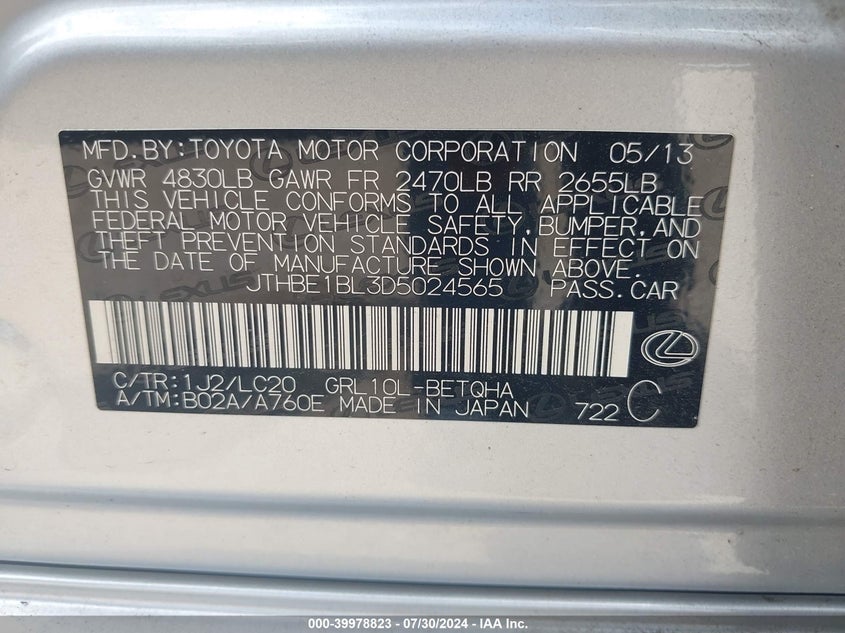 MFD.BY:TOYOTA MOTOR CORPORATION 05/13
GVWR 4830LB GAWR FR 2470LB RR 2655LB
THIS VEHICLE CONFORMS TO ALL APPLICABLE
FEDERAL MOTOR VEHICLE SAFETY,BUMPER,AND
THEFT PREVENTION STANDARDS IN EFFECT ON
THE DATE OF MANUFACTURE SHOWN ABOVE.
JTHBE1BL3D5024565 PASS.CAR
C/TR:1J2/LC20 GRL10L-BETQHA
A/TM:B02A/A760E MADE IN JAPAN 722 C
000-39978823 / 07/30/2024 - IAA Inc.